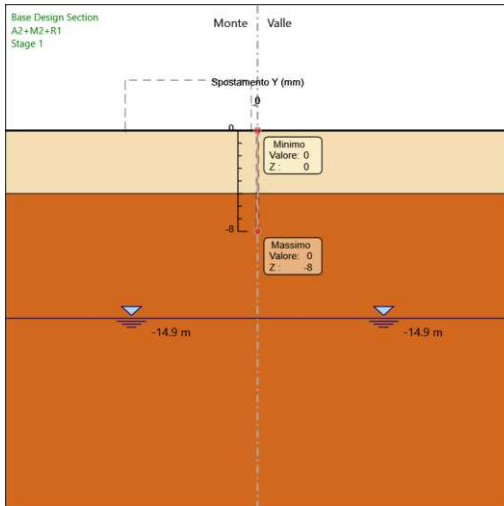 Base Design Section
A2+M2+R1
Stage 1
Monte Valle
Spostamento Y (mm)
0
0
Minimo
Valore: 0
Z : 0
-8
Massimo
Valore: 0
Z : -8
-14.9 m
-14.9 m